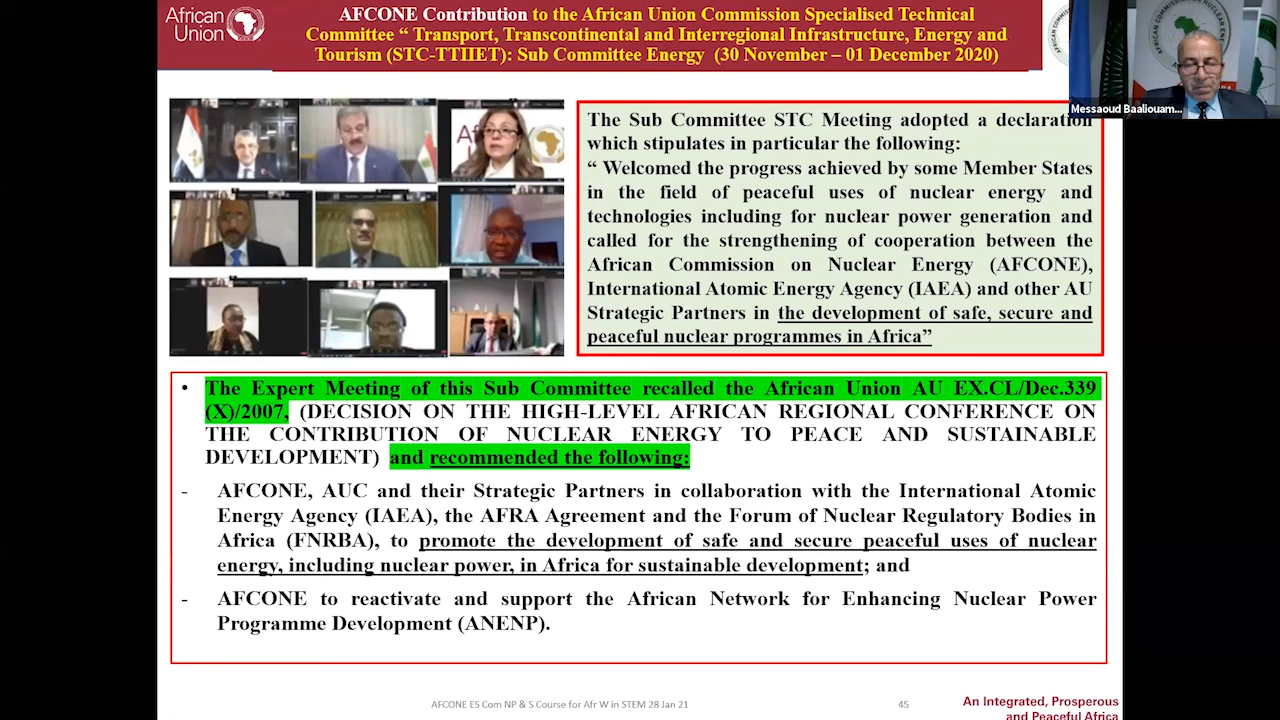 African
Union
AFCONE Contribution to the African Union Commission Specialised Technical
Committee “ Transport, Transcontinental and Interregional Infrastructure, Energy and
Tourism (STC-TTIIET): Sub Committee Energy (30 November – 01 December 2020)
Messaoud Baaliouam...
The Sub Committee STC Meeting adopted a declaration
which stipulates in particular the following:
“ Welcomed the progress achieved by some Member States
in the field of peaceful uses of nuclear energy and
technologies including for nuclear power generation and
called for the strengthening of cooperation between the
African Commission on Nuclear Energy (AFCONE),
International Atomic Energy Agency (IAEA) and other AU
Strategic Partners in the development of safe, secure and
peaceful nuclear programmes in Africa”
• The Expert Meeting of this Sub Committee recalled the African Union AU EX.CL/Dec.339
(X)/2007, (DECISION ON THE HIGH-LEVEL AFRICAN REGIONAL CONFERENCE ON
THE CONTRIBUTION OF NUCLEAR ENERGY TO PEACE AND SUSTAINABLE
DEVELOPMENT) and recommended the following:
- AFCONE, AUC and their Strategic Partners in collaboration with the International Atomic
Energy Agency (IAEA), the AFRA Agreement and the Forum of Nuclear Regulatory Bodies in
Africa (FNRBA), to promote the development of safe and secure peaceful uses of nuclear
energy, including nuclear power, in Africa for sustainable development; and
- AFCONE to reactivate and support the African Network for Enhancing Nuclear Power
Programme Development (ANENP).
AFCONE ES Com NP & S Course for Afr W in STEM 28 Jan 21
45
An Integrated, Prosperous
and Peaceful Africa